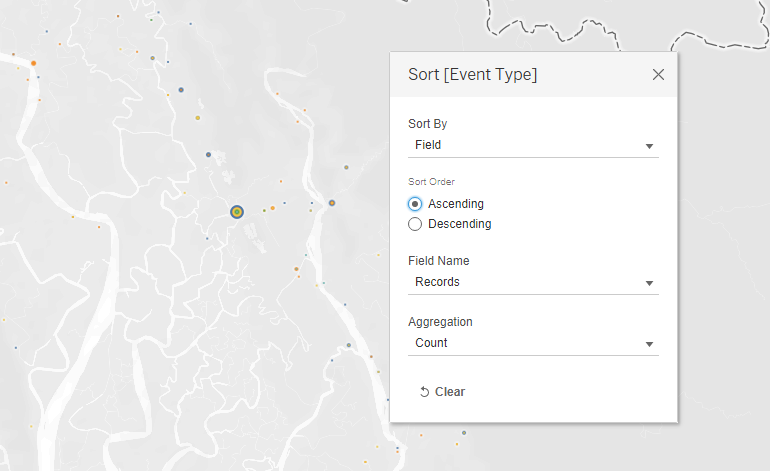 Sort [Event Type]
Sort By
Field
Sort Order
Ascending
Descending
Field Name
Records
Aggregation
Count
Clear